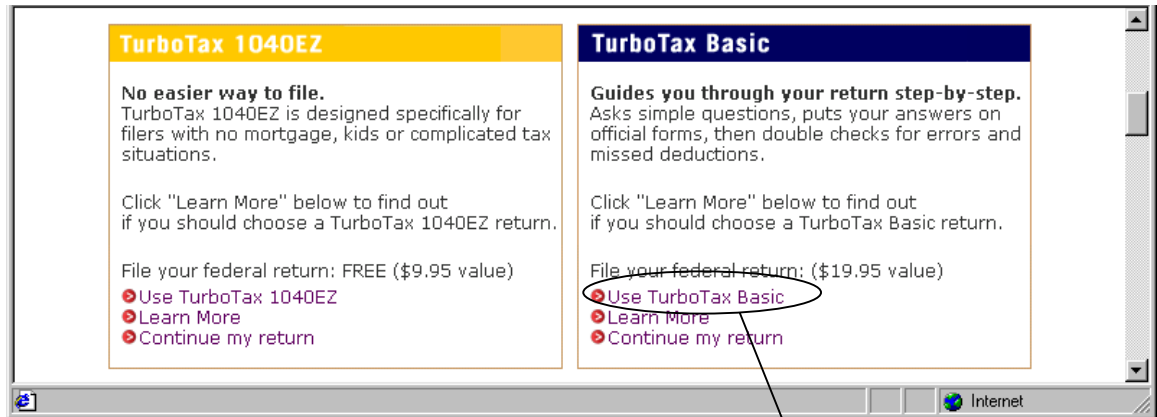 TurboTax 1040EZ
No easier way to file.
TurboTax 1040EZ is designed specifically for
filers with no mortgage, kids or complicated tax
situations.
Click "Learn More" below to find out
if you should choose a TurboTax 1040EZ return.
File your federal return: FREE ($9.95 value)
Use TurboTax 1040EZ
Learn More
Continue my return
TurboTax Basic
Guides you through your return step-by-step.
Asks simple questions, puts your answers on
official forms, then double checks for errors and
missed deductions.
Click "Learn More" below to find out
if you should choose a TurboTax Basic return.
File your federal return: ($19.95 value)
Use TurboTax Basic
Learn More
Continue my return
Internet